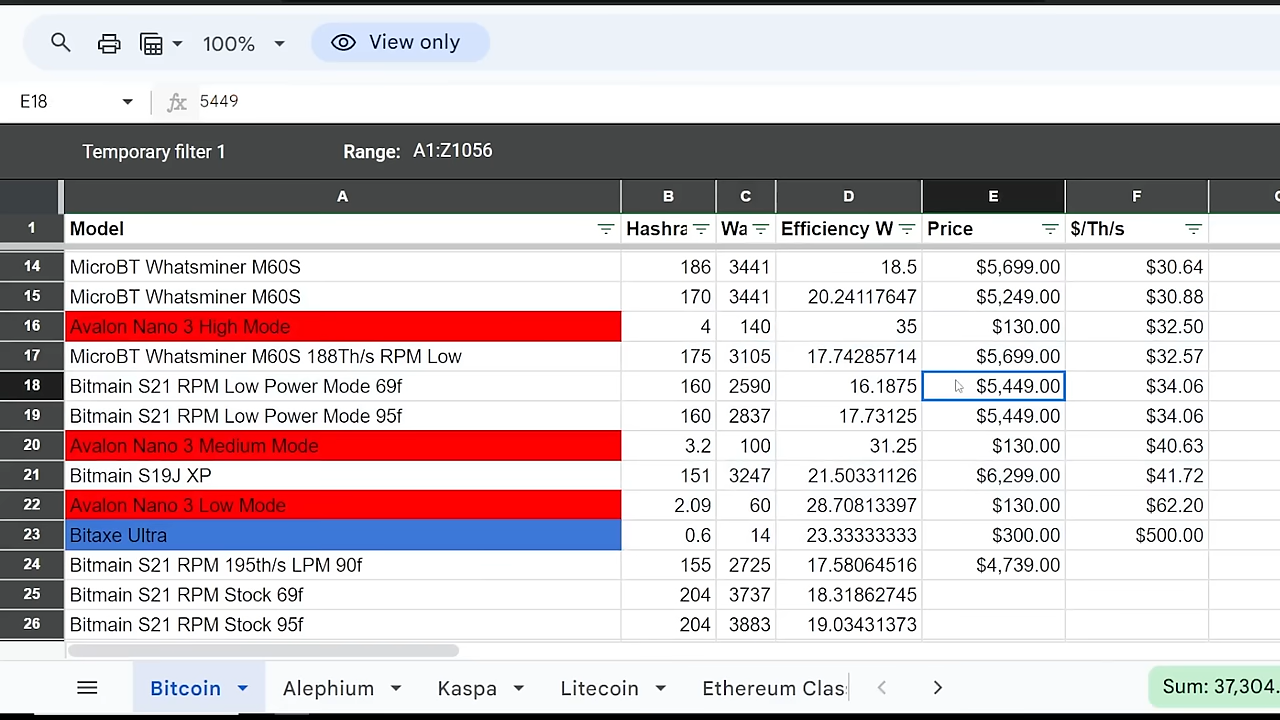 100% View only
E18 fx 5449
Temporary filter 1 Range: A1:Z1056
A B C D E F
1 Model Hashra Wa Efficiency W Price $/Th/s
14 MicroBT Whatsminer M60S 186 3441 18.5 $5,699.00 $30.64
15 MicroBT Whatsminer M60S 170 3441 20.24117647 $5,249.00 $30.88
16 Avalon Nano 3 High Mode 4 140 35 $130.00 $32.50
17 MicroBT Whatsminer M60S 188Th/s RPM Low 175 3105 17.74285714 $5,699.00 $32.57
18 Bitmain S21 RPM Low Power Mode 69f 160 2590 16.1875 $5,449.00 $34.06
19 Bitmain S21 RPM Low Power Mode 95f 160 2837 17.73125 $5,449.00 $34.06
20 Avalon Nano 3 Medium Mode 3.2 100 31.25 $130.00 $40.63
21 Bitmain S19J XP 151 3247 21.50331126 $6,299.00 $41.72
22 Avalon Nano 3 Low Mode 2.09 60 28.70813397 $130.00 $62.20
23 Bitaxe Ultra 0.6 14 23.33333333 $300.00 $500.00
24 Bitmain S21 RPM 195th/s LPM 90f 155 2725 17.58064516 $4,739.00
25 Bitmain S21 RPM Stock 69f 204 3737 18.31862745
26 Bitmain S21 RPM Stock 95f 204 3883 19.03431373
Bitcoin Alephium Kaspa Litecoin Ethereum Clas Sum: 37,304.